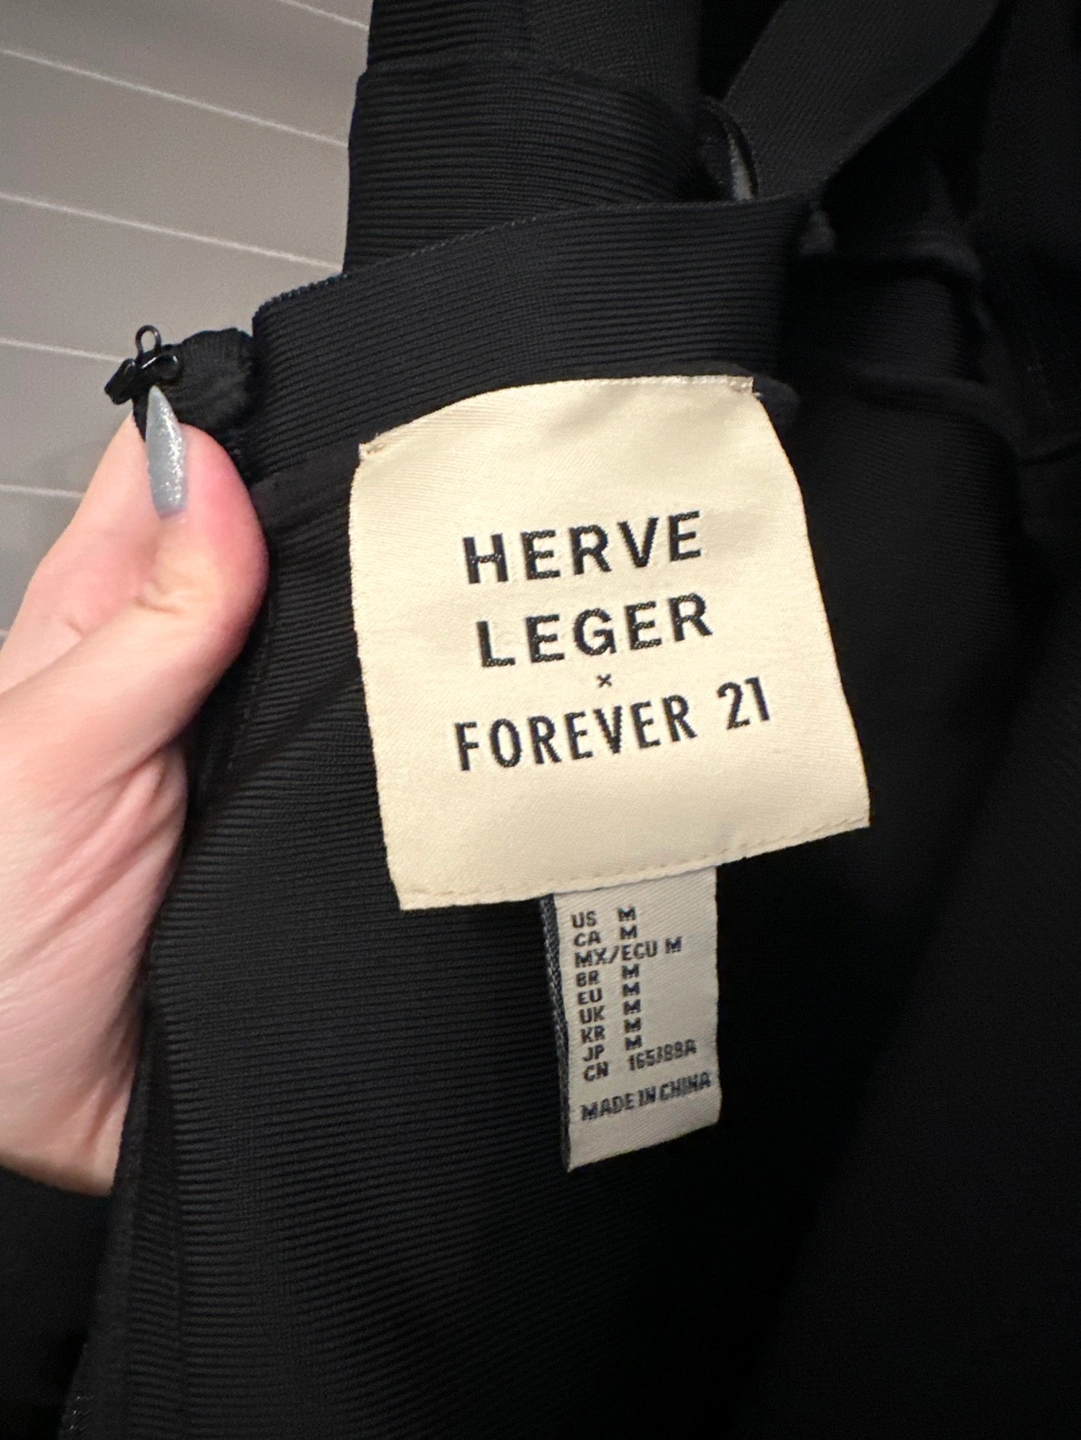 HERVE
LEGER
×
FOREVER 21
US M
CA M
MX/ECU M
BR M
EU M
UK M
KR M
JP M
CN 165/88A
MADE IN CHINA